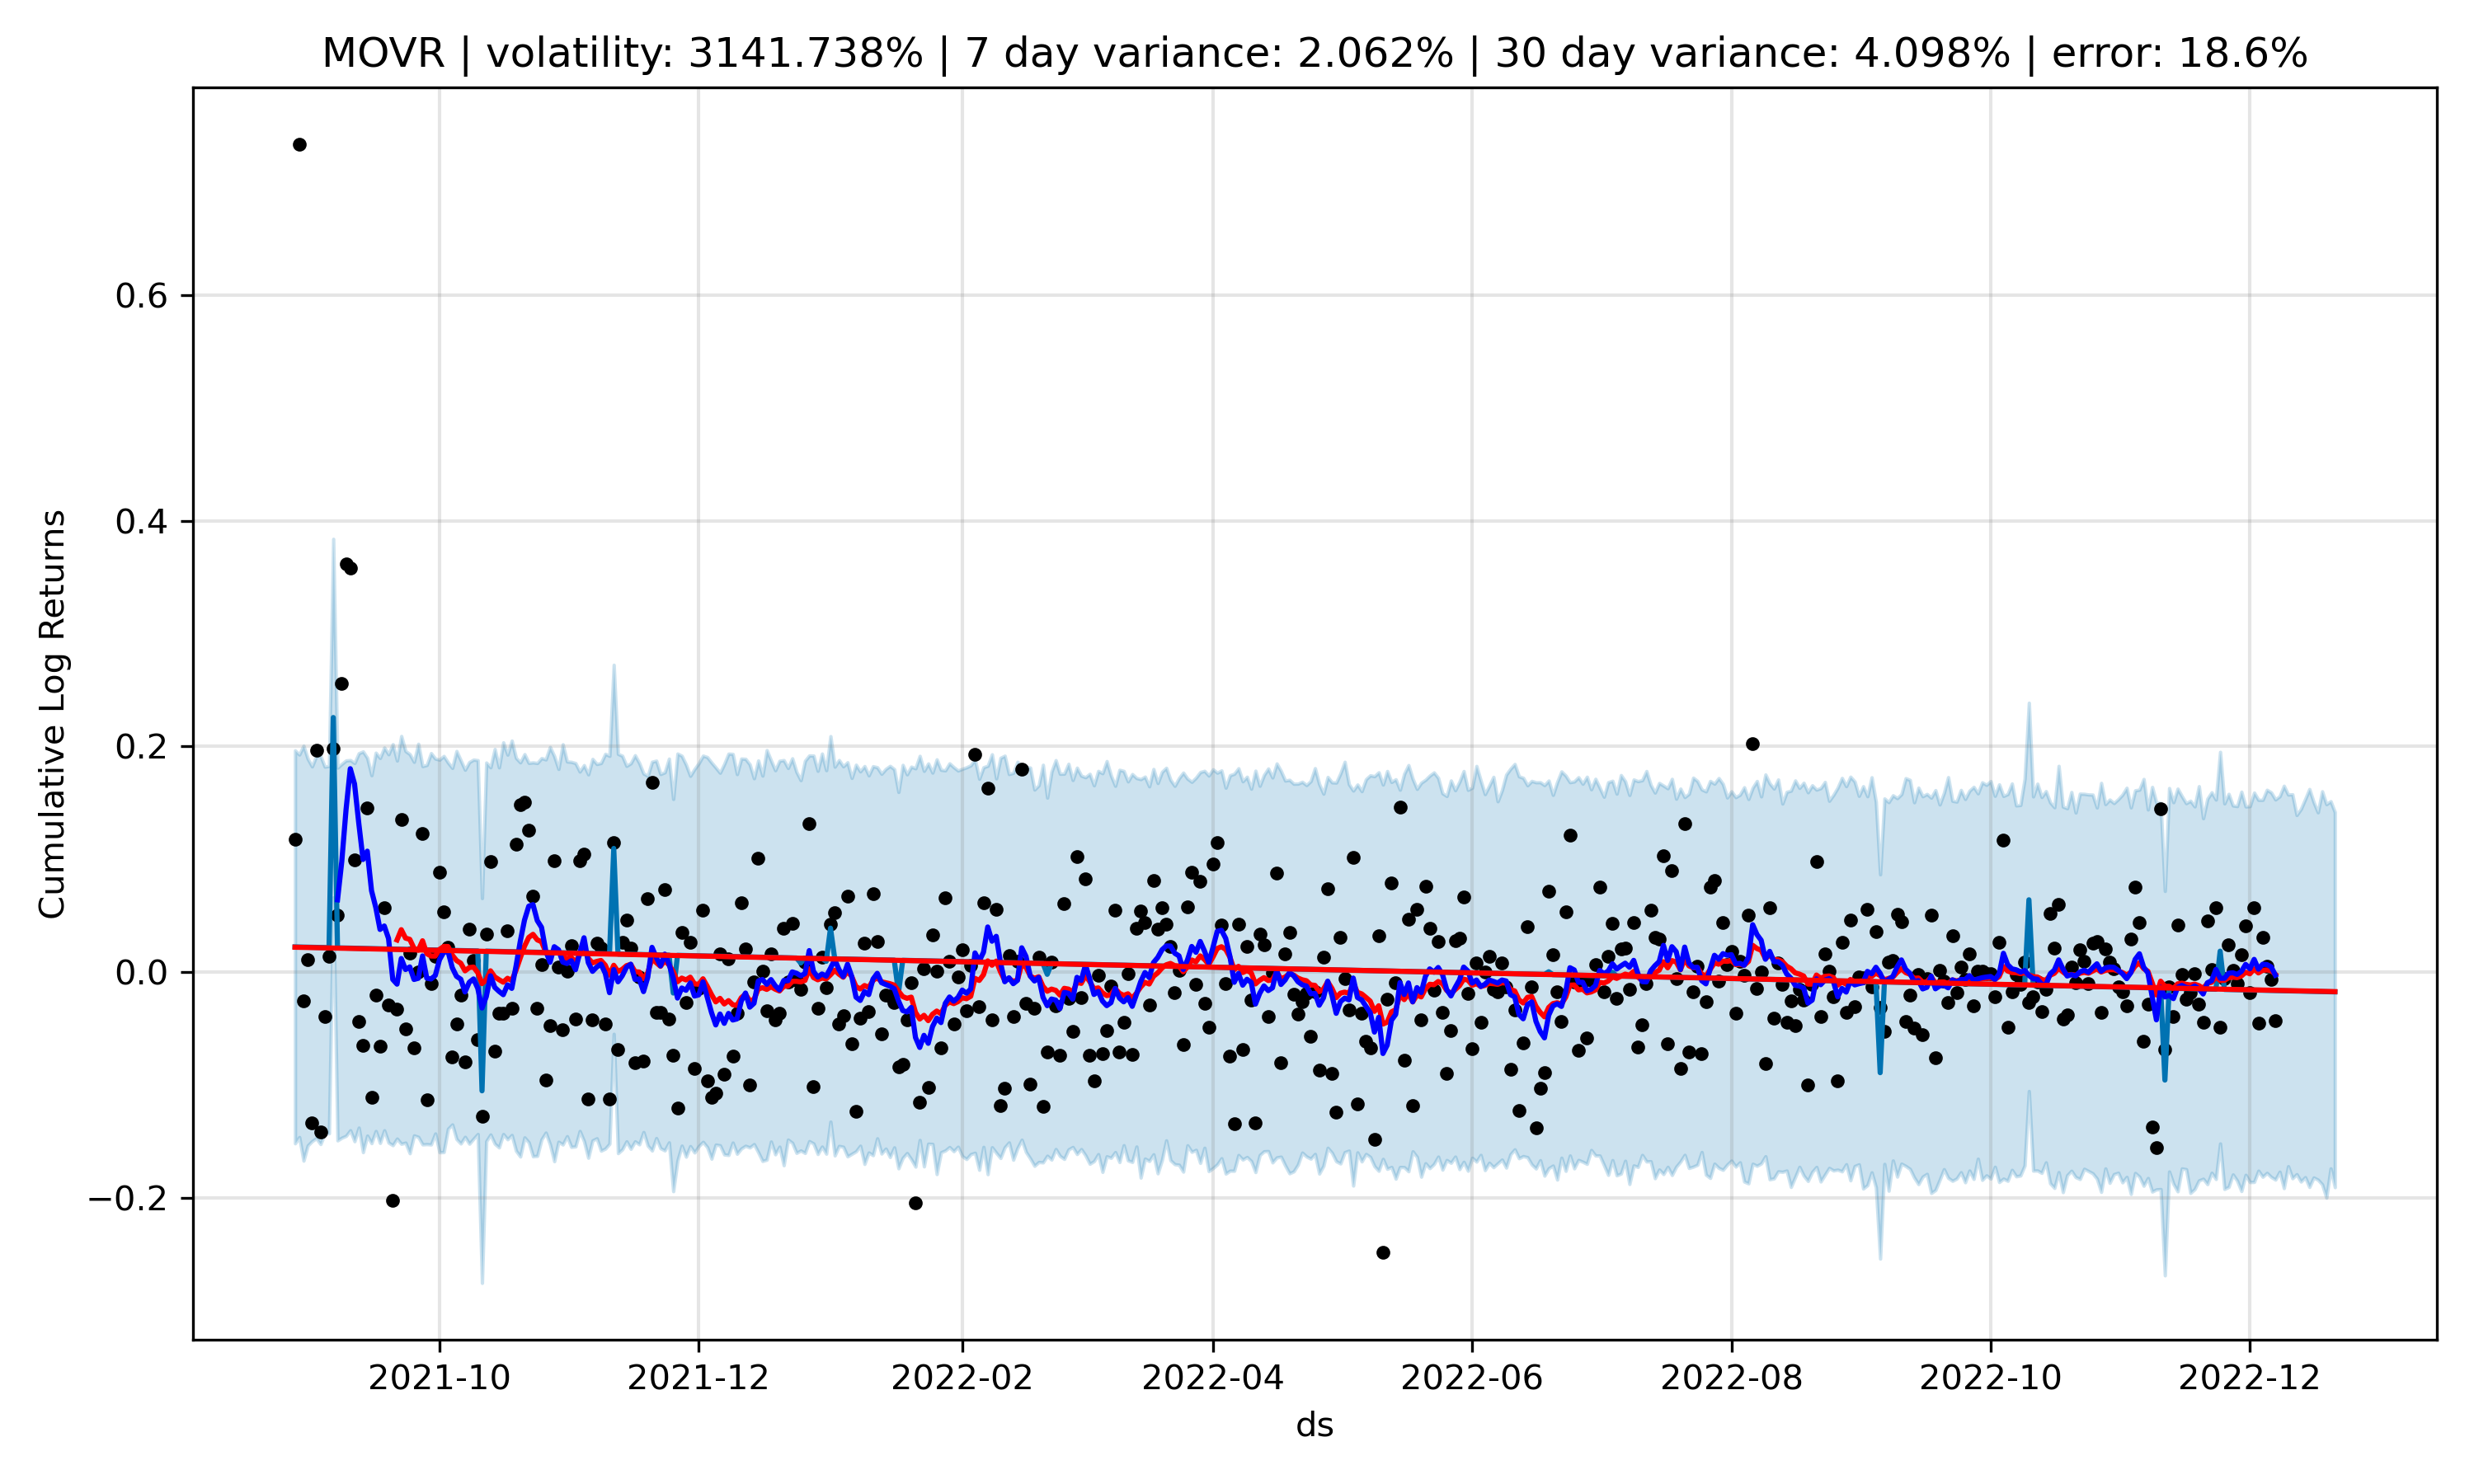 MOVR | volatility: 3141.738% | 7 day variance: 2.062% | 30 day variance: 4.098% | error: 18.6%
Cumulative Log Returns
0.6
0.4
0.2
0.0
−0.2
2021-10 2021-12 2022-02 2022-04 2022-06 2022-08 2022-10 2022-12
ds